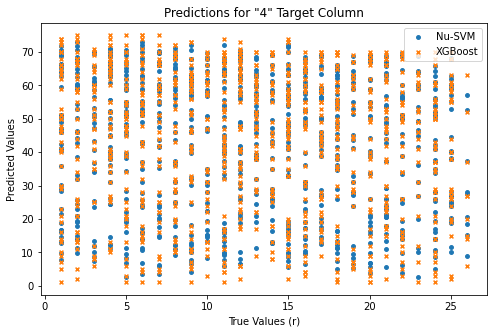 Predictions for "4" Target Column
Nu-SVM
XGBoost
Predicted Values
70
60
50
40
30
20
10
0
0
5
10
15
20
25
True Values (r)